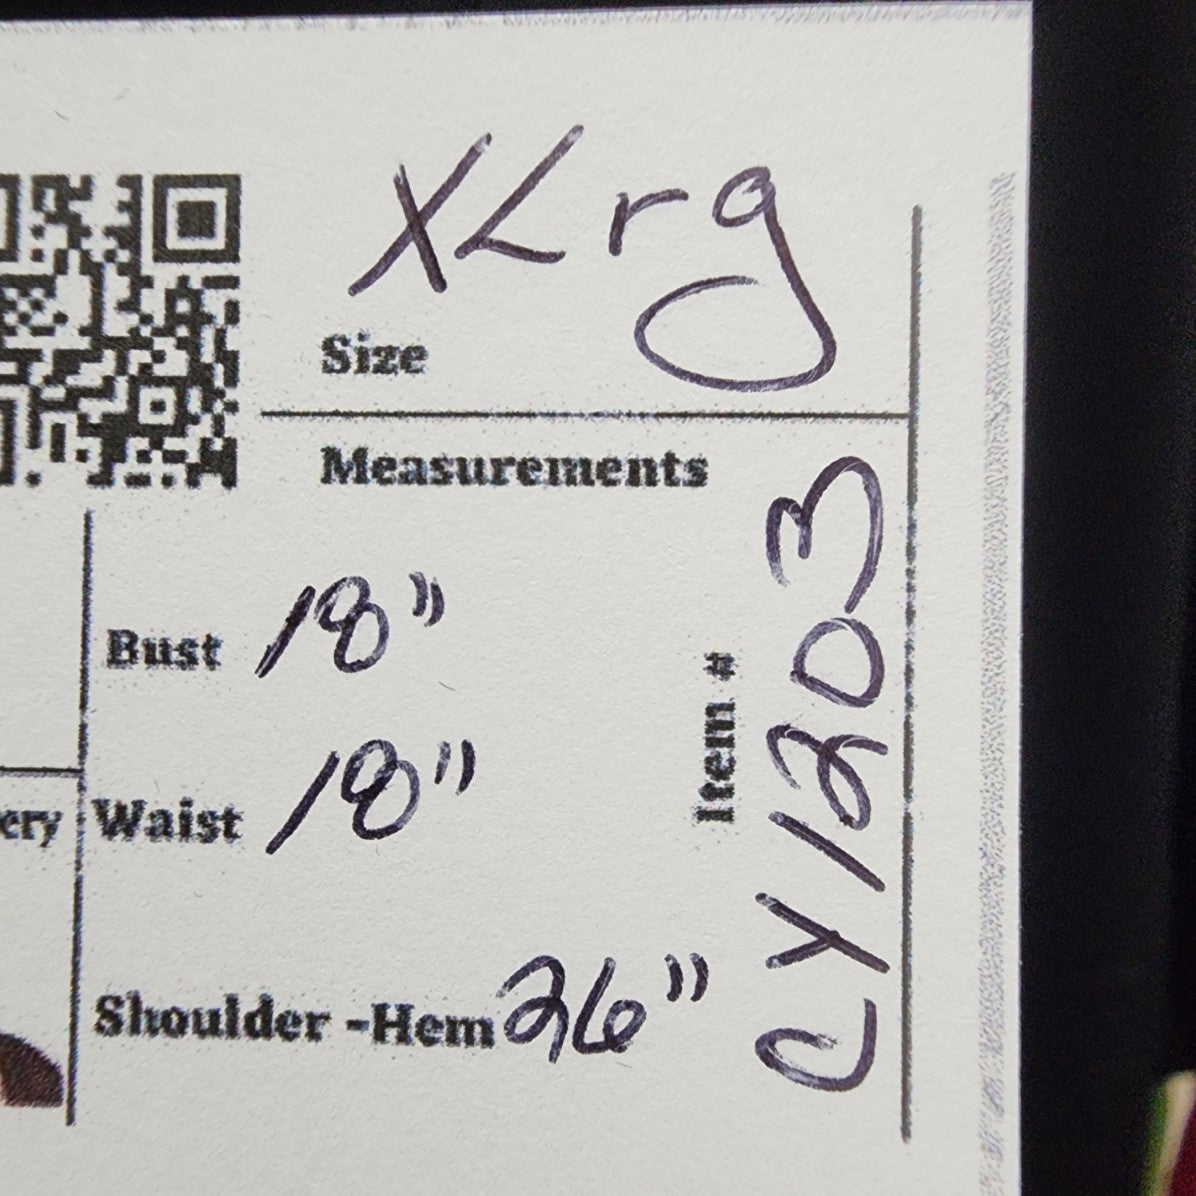 XLrg
Size
Measurements
Bust 18"
Waist 18"
Shoulder -Hem 26"
Item #
CY1203
ery